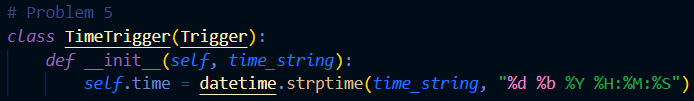 # Problem 5
class TimeTrigger(Trigger):
    def __init__(self, time_string):
        self.time = datetime.strptime(time_string, "%d %b %Y %H:%M:%S")